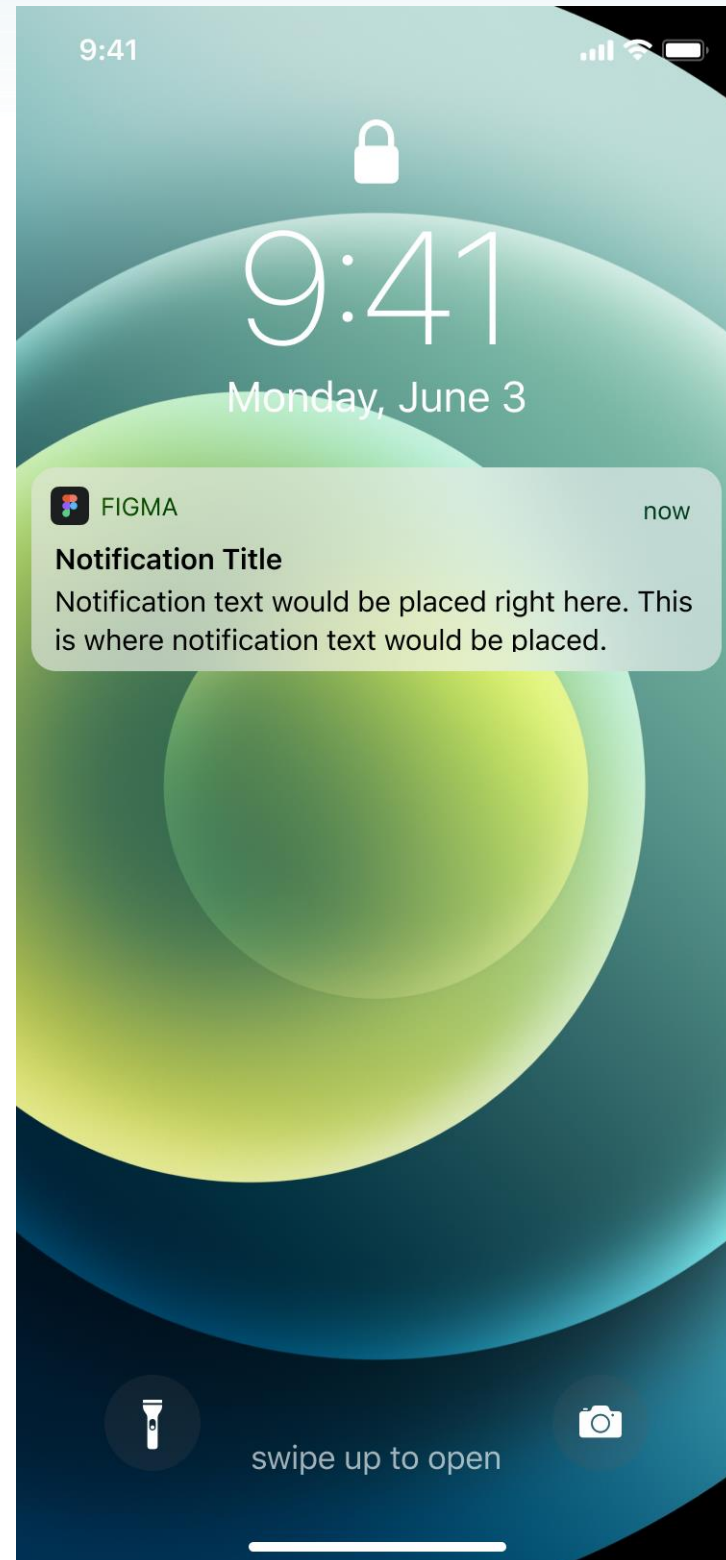 9:41
9:41
Monday, June 3
FIGMA
now
Notification Title
Notification text would be placed right here. This
is where notification text would be placed.
swipe up to open